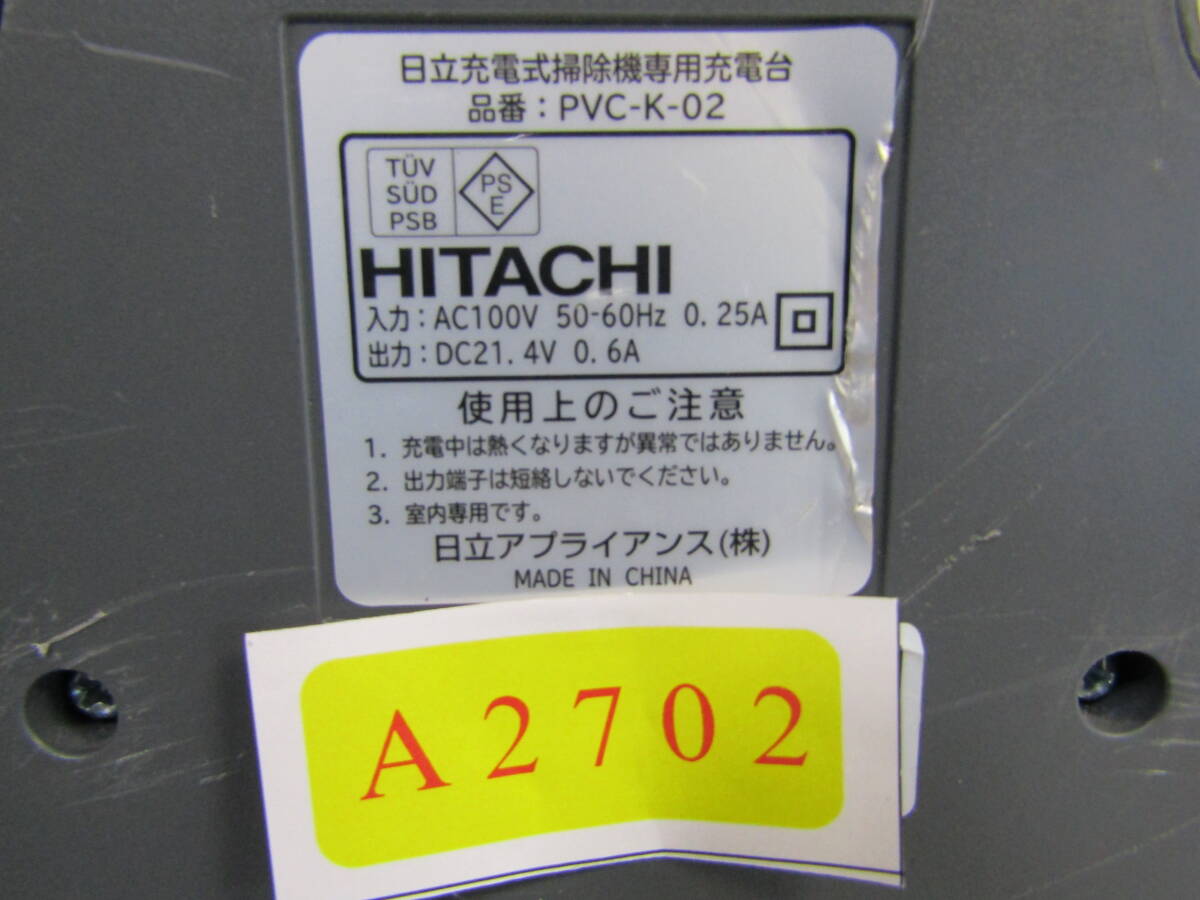 日立充電式掃除機専用充電台
品番：PVC-K-02
TÜV
SÜD
PSB
PS
E
HITACHI
入力：AC100V 50-60Hz 0.25A
出力：DC21.4V 0.6A
使用上のご注意
1. 充電中は熱くなりますが異常ではありません。
2. 出力端子は短絡しないでください。
3. 室内専用です。
日立アプライアンス(株)
MADE IN CHINA
A2702